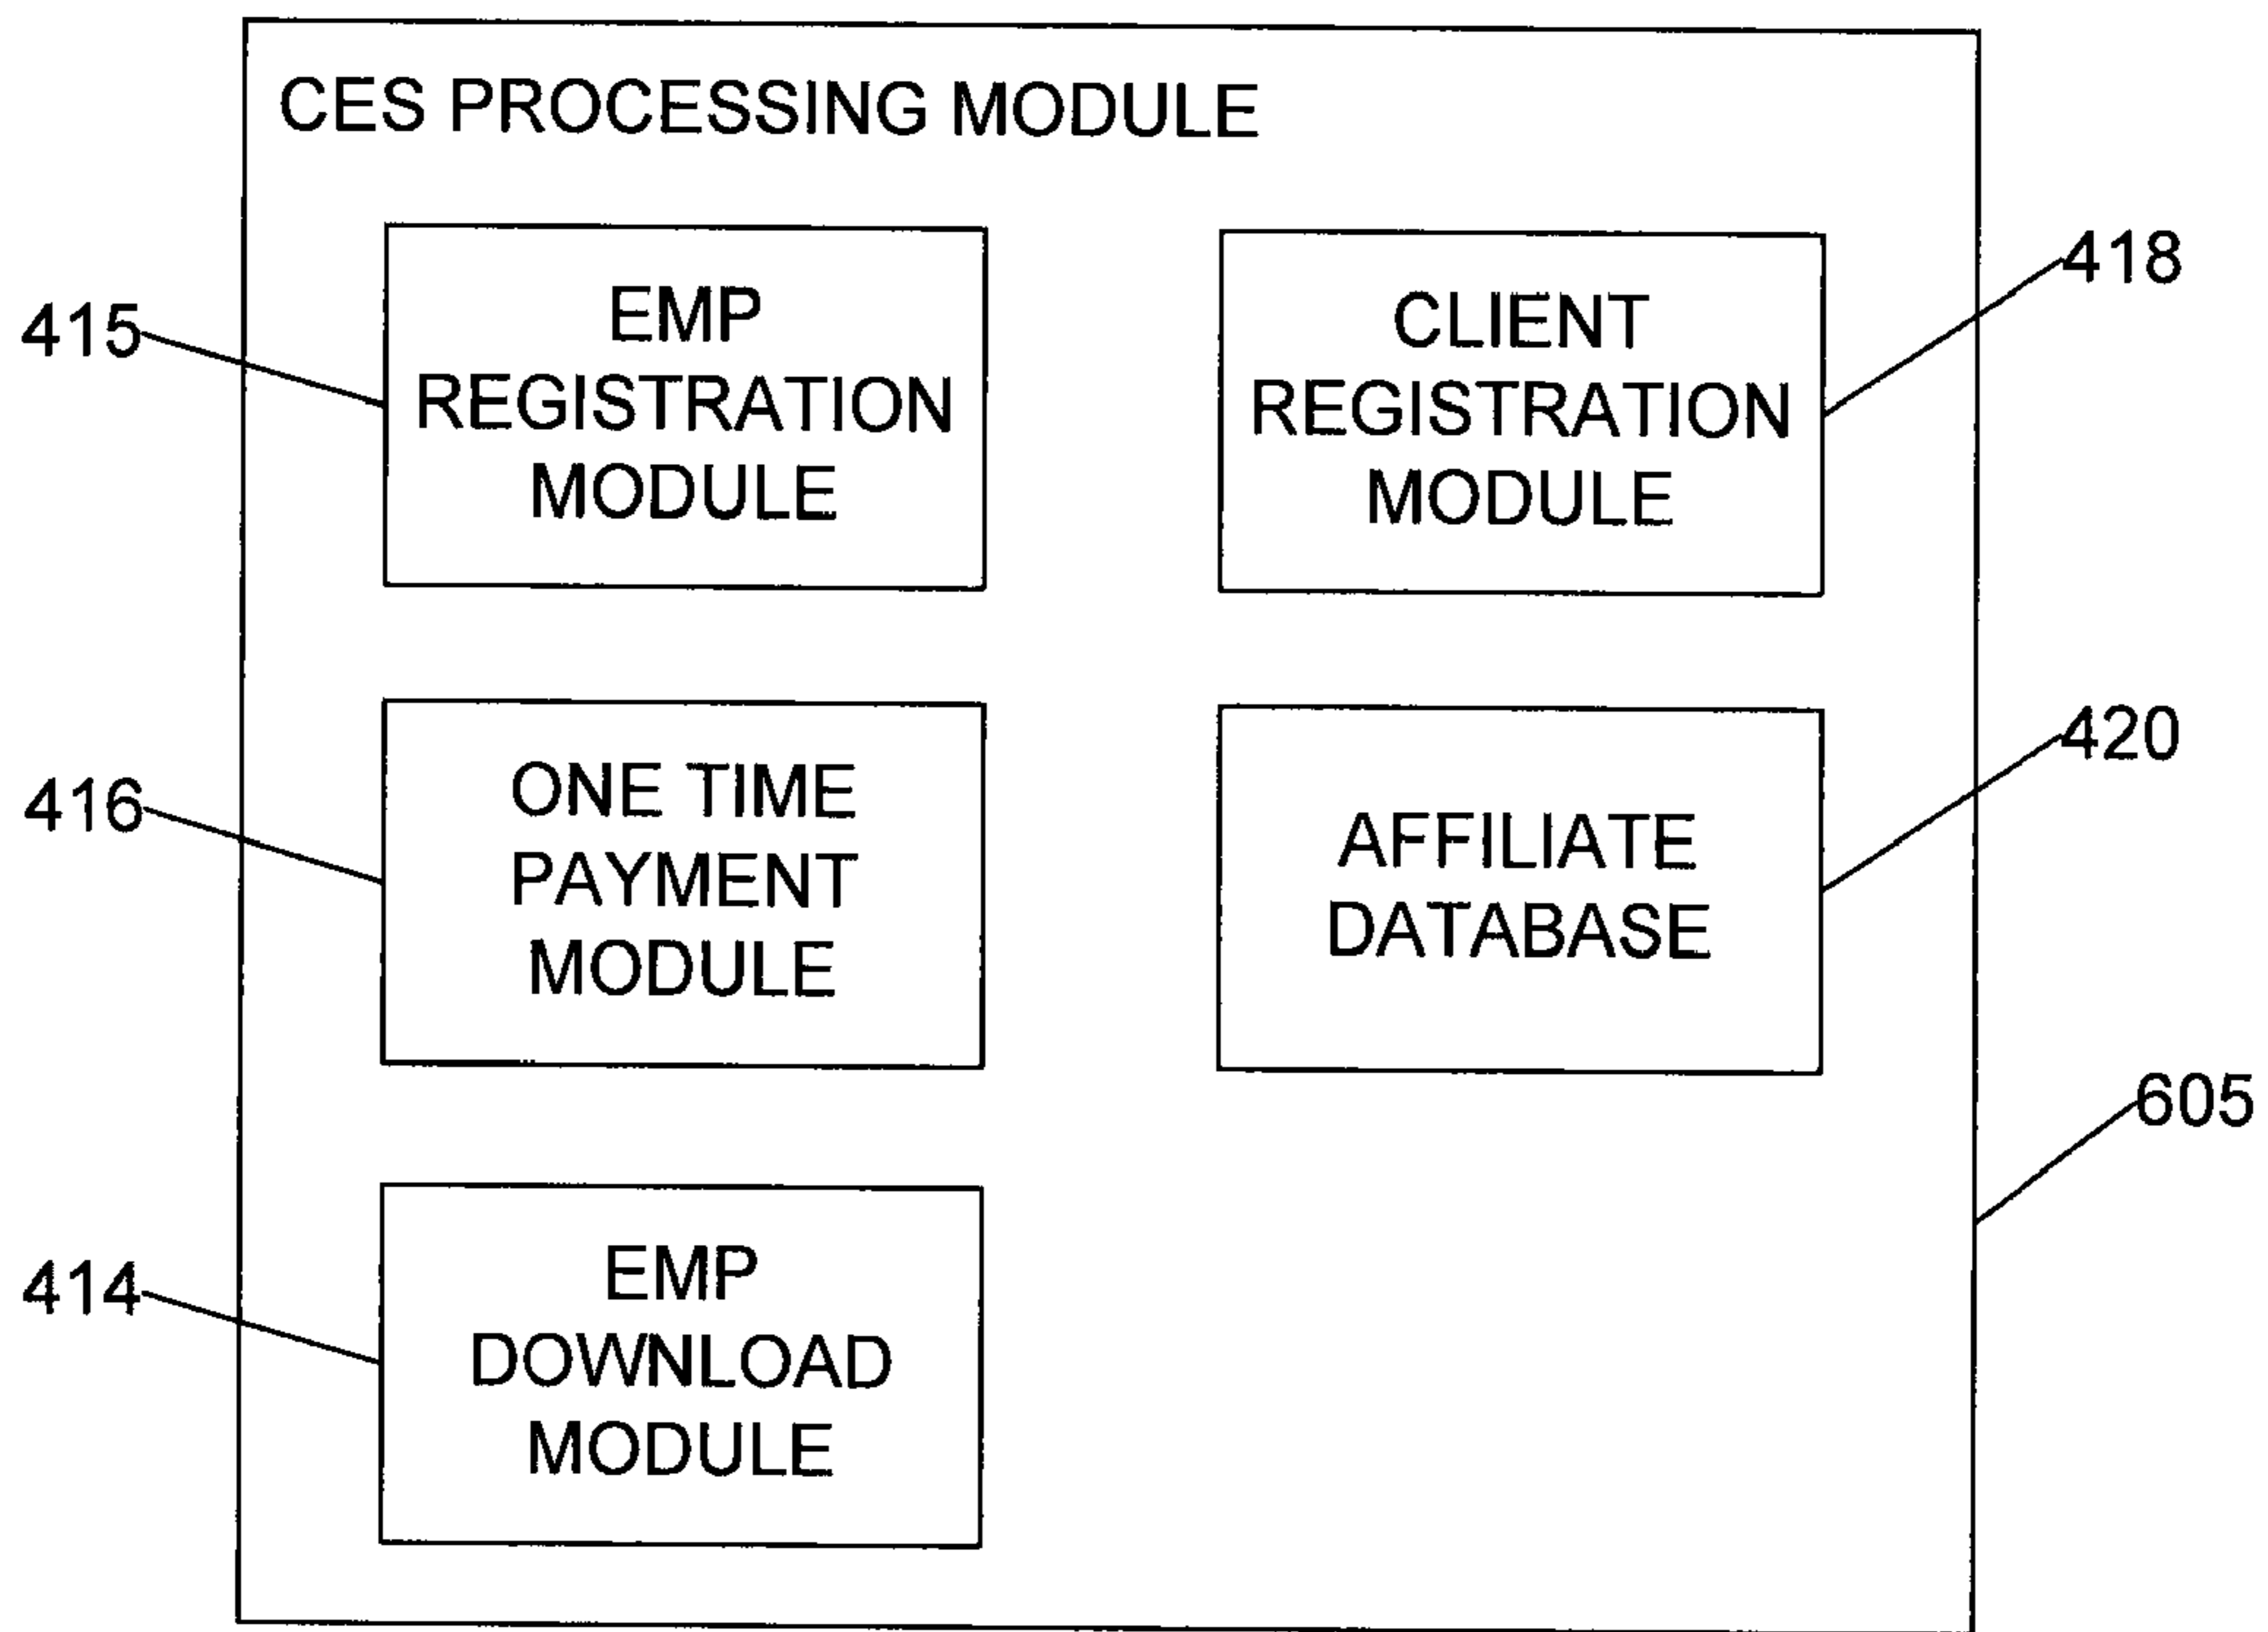 CES PROCESSING MODULE
415
EMP
REGISTRATION
MODULE
CLIENT
REGISTRATION
MODULE
418
416
ONE TIME
PAYMENT
MODULE
AFFILIATE
DATABASE
420
605
414
EMP
DOWNLOAD
MODULE